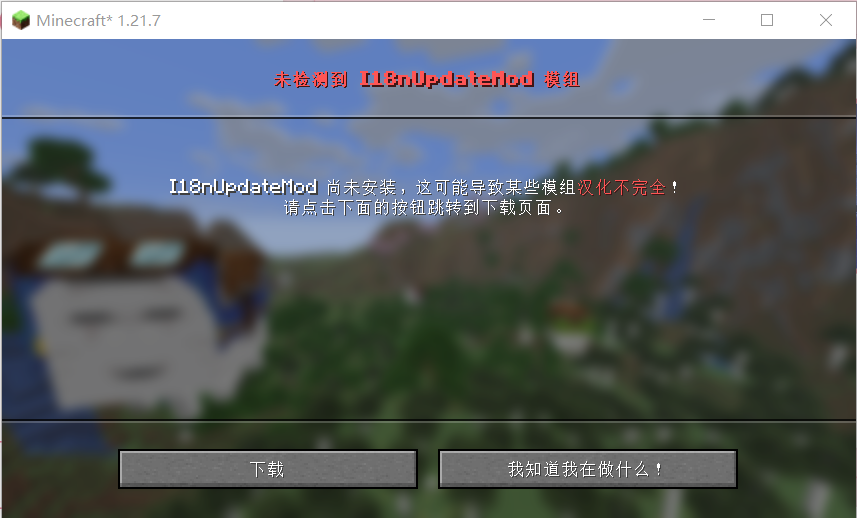 Minecraft* 1.21.7
未检测到 I18nUpdateMod 模组
I18nUpdateMod 尚未安装，这可能导致某些模组汉化不完全！
请点击下面的按钮跳转到下载页面。
下载
我知道我在做什么！